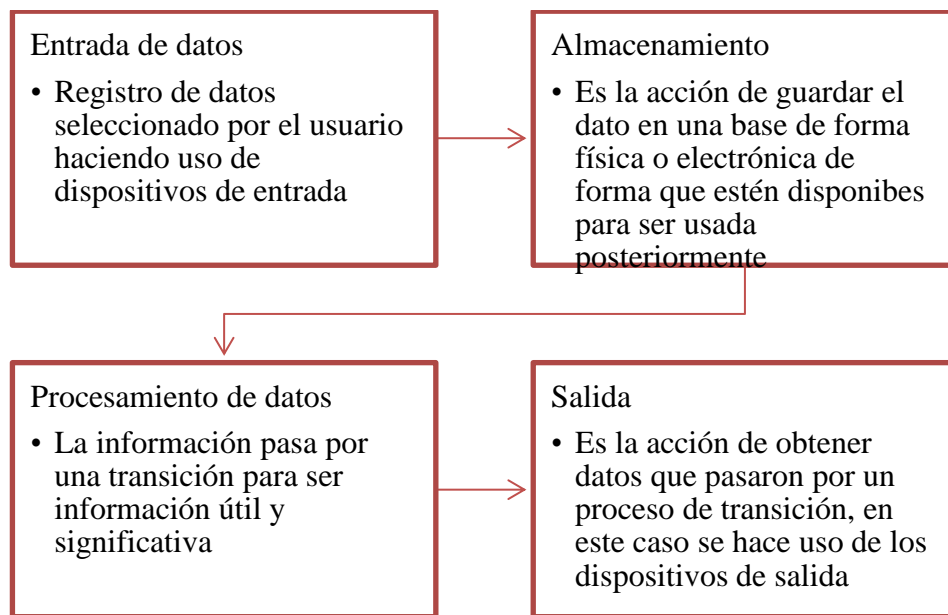 Entrada de datos
• Registro de datos
seleccionado por el usuario
haciendo uso de
dispositivos de entrada
Almacenamiento
• Es la acción de guardar el
dato en una base de forma
física o electrónica de
forma que estén disponibes
para ser usada
posteriormente
Procesamiento de datos
• La información pasa por
una transición para ser
información útil y
significativa
Salida
• Es la acción de obtener
datos que pasaron por un
proceso de transición, en
este caso se hace uso de los
dispositivos de salida